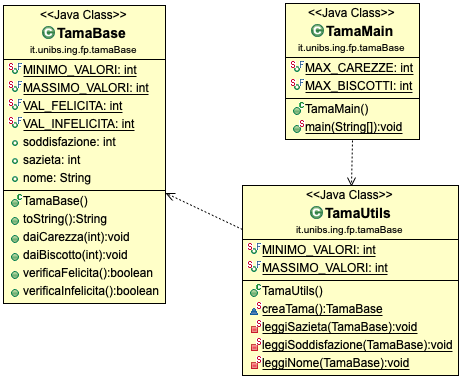 <<Java Class>>
TamaBase
it.unibs.ing.fp.tamaBase
MINIMO_VALORI: int
MASSIMO_VALORI: int
VAL_FELICITA: int
VAL_INFELICITA: int
soddisfazione: int
sazieta: int
nome: String
TamaBase()
toString():String
daiCarezza(int):void
daiBiscotto(int):void
verificaFelicita():boolean
verificaInfelicita():boolean
<<Java Class>>
TamaMain
it.unibs.ing.fp.tamaBase
MAX_CAREZZE: int
MAX_BISCOTTI: int
TamaMain()
main(String[]):void
<<Java Class>>
TamaUtils
it.unibs.ing.fp.tamaBase
MINIMO_VALORI: int
MASSIMO_VALORI: int
TamaUtils()
creaTama():TamaBase
leggiSazieta(TamaBase):void
leggiSoddisfazione(TamaBase):void
leggiNome(TamaBase):void